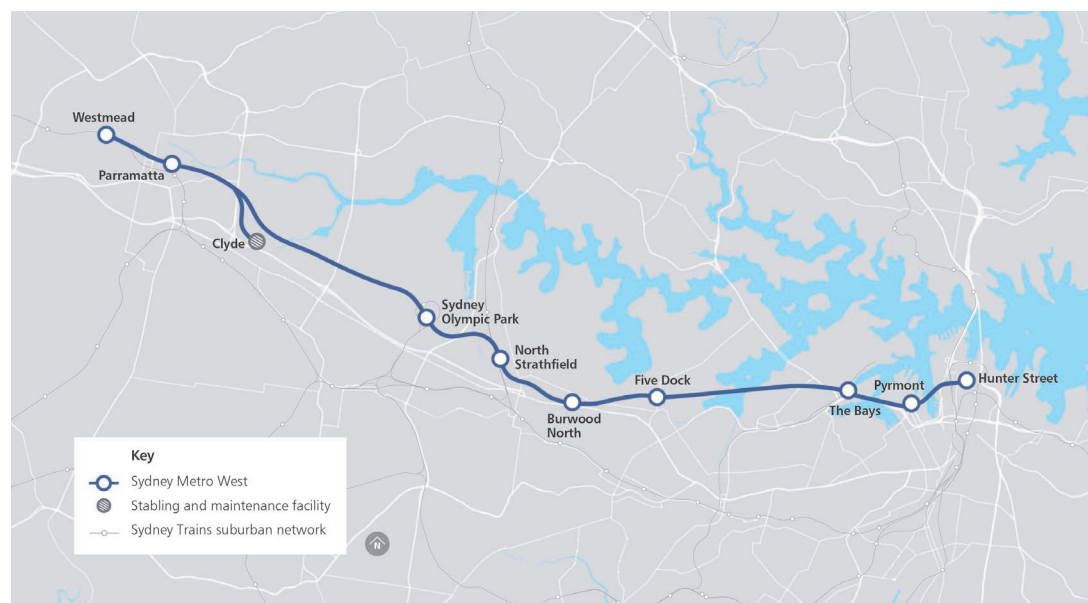 Westmead
Parramatta
Clyde
Sydney
Olympic Park
North
Strathfield
Burwood
North
Five Dock
The Bays
Pyrmont
Hunter Street
Key
Sydney Metro West
Stabling and maintenance facility
Sydney Trains suburban network
N